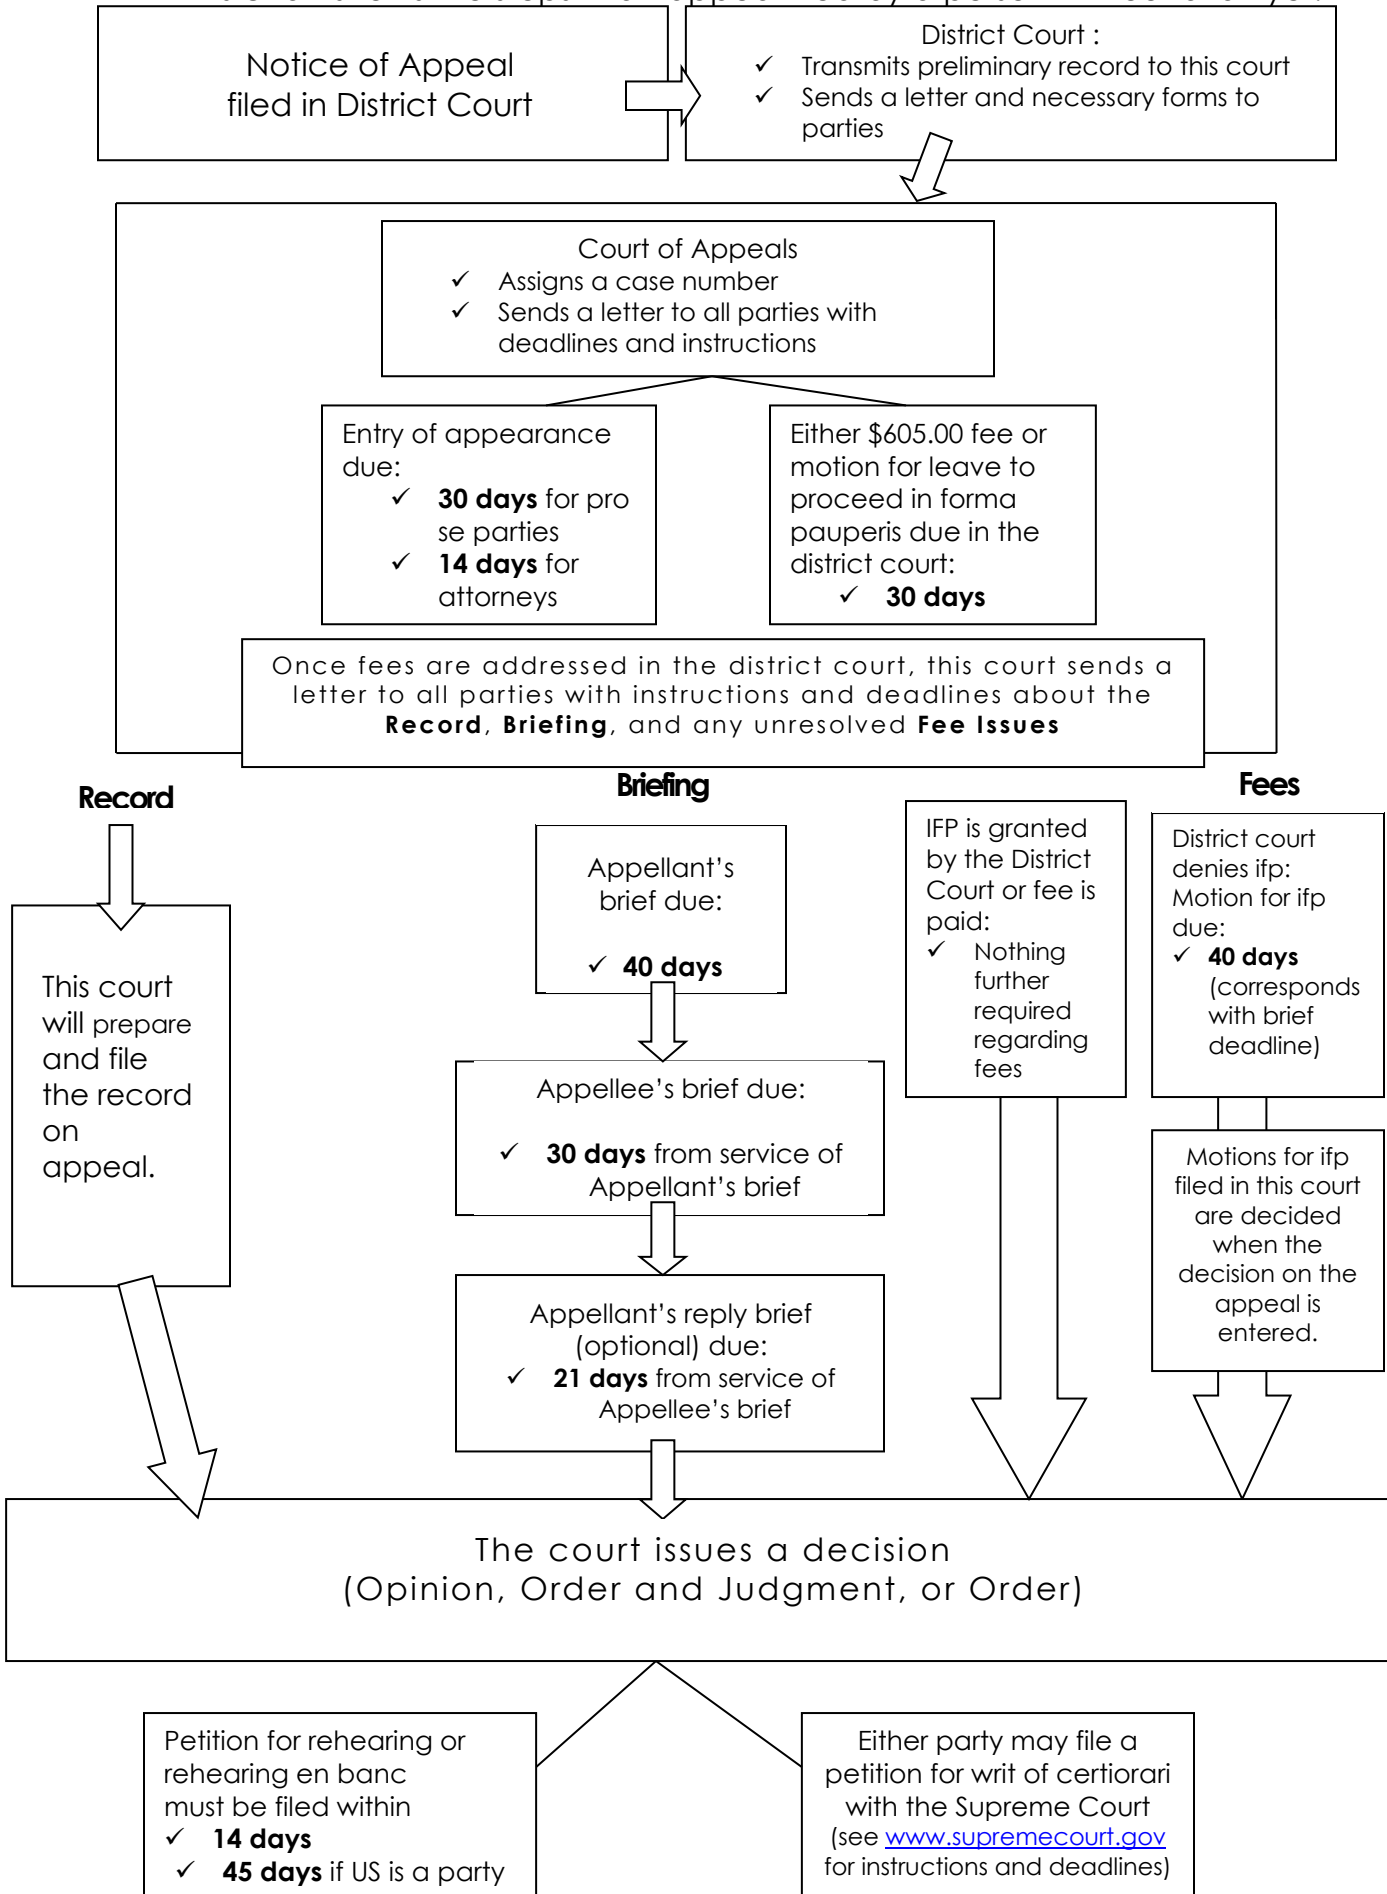 Notice of Appeal
filed in District Court
District Court :
✓ Transmits preliminary record to this court
✓ Sends a letter and necessary forms to
parties
Court of Appeals
✓ Assigns a case number
✓ Sends a letter to all parties with
deadlines and instructions
Entry of appearance
due:
✓ 30 days for pro
se parties
✓ 14 days for
attorneys
Either $605.00 fee or
motion for leave to
proceed in forma
pauperis due in the
district court:
✓ 30 days
Once fees are addressed in the district court, this court sends a
letter to all parties with instructions and deadlines about the
Record, Briefing, and any unresolved Fee Issues
Record
This court
will prepare
and file
the record
on
appeal.
Briefing
Appellant's
brief due:
✓ 40 days
Appellee's brief due:
✓ 30 days from service of
Appellant's brief
Appellant's reply brief
(optional) due:
✓ 21 days from service of
Appellee's brief
Fees
IFP is granted
by the District
Court or fee is
paid:
✓ Nothing
further
required
regarding
fees
District court
denies ifp:
Motion for ifp
due:
✓ 40 days
(corresponds
with brief
deadline)
Motions for ifp
filed in this court
are decided
when the
decision on the
appeal is
entered.
The court issues a decision
(Opinion, Order and Judgment, or Order)
Petition for rehearing or
rehearing en banc
must be filed within
✓ 14 days
✓ 45 days if US is a party
Either party may file a
petition for writ of certiorari
with the Supreme Court
(see www.supremecourt.gov
for instructions and deadlines)